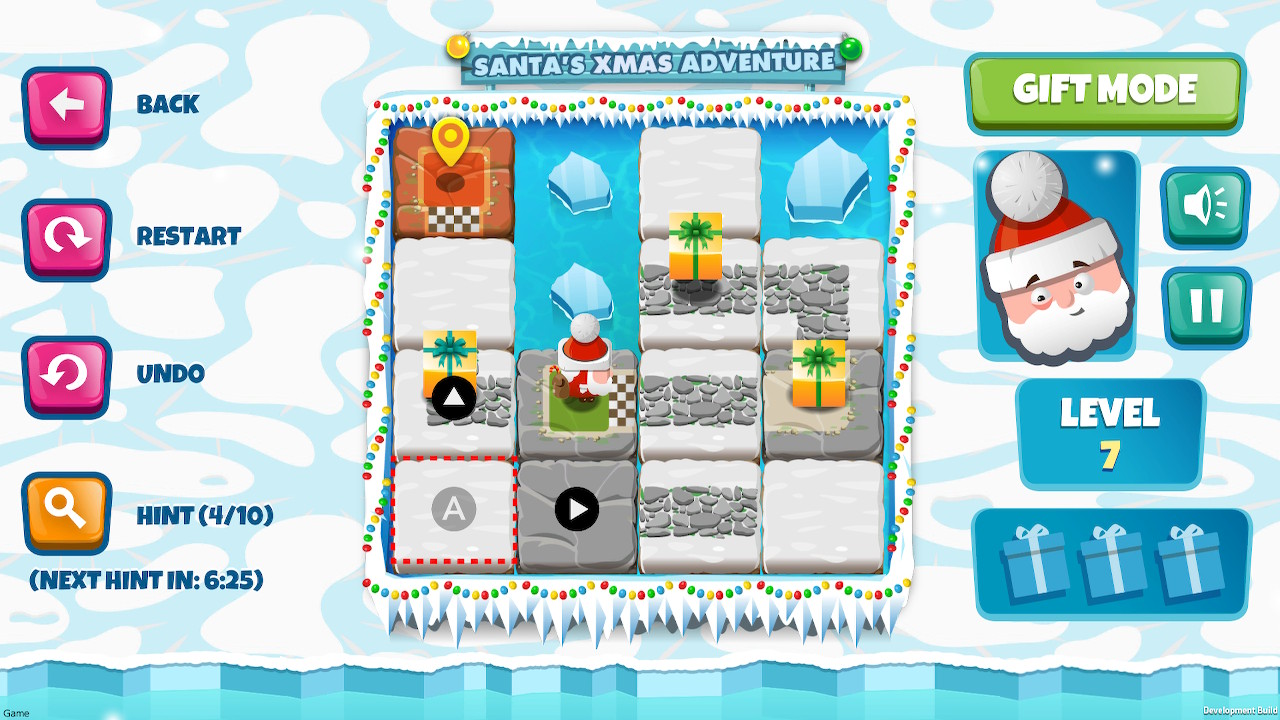 SANTA'S XMAS ADVENTURE
BACK
RESTART
UNDO
HINT (4/10)
(NEXT HINT IN: 6:25)
A
GIFT MODE
LEVEL
7
Game
Development Build